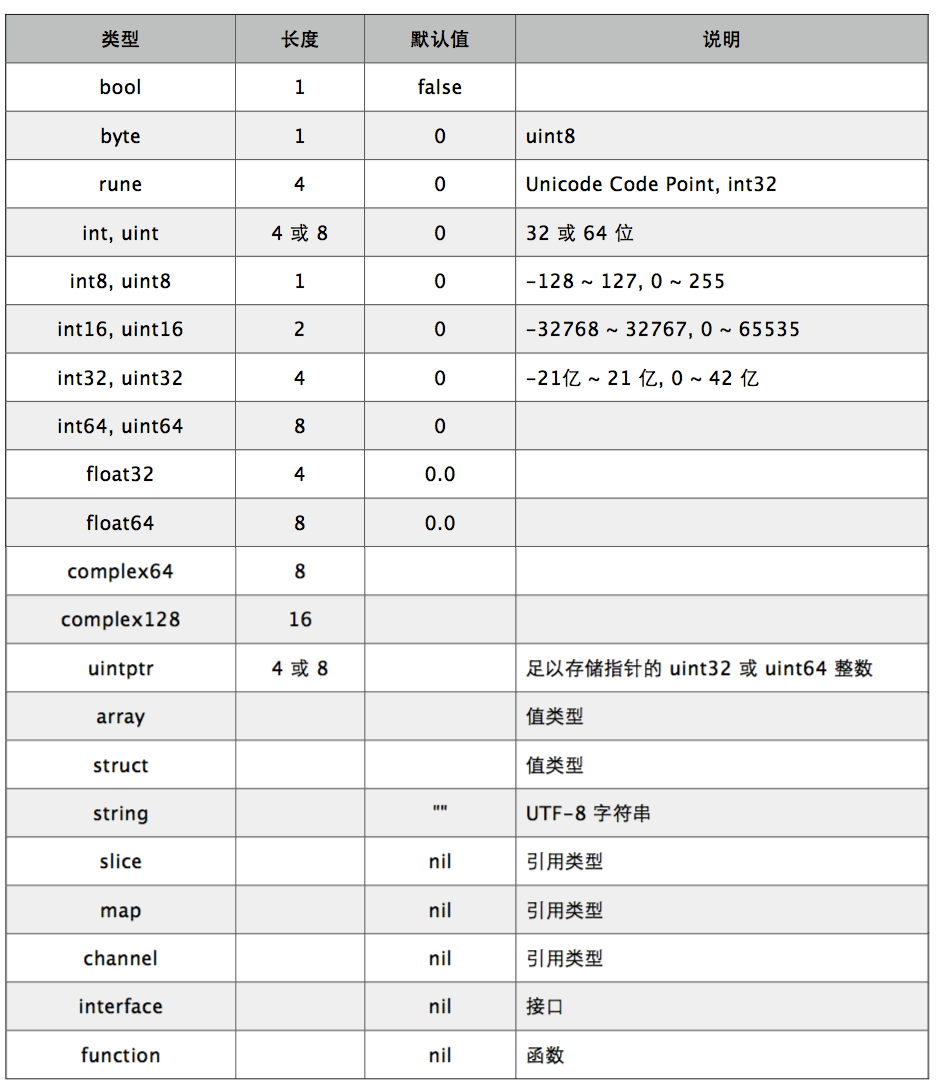 类型 长度 默认值 说明
bool 1 false
byte 1 0 uint8
rune 4 0 Unicode Code Point, int32
int, uint 4 或 8 0 32 或 64 位
int8, uint8 1 0 -128 ~ 127, 0 ~ 255
int16, uint16 2 0 -32768 ~ 32767, 0 ~ 65535
int32, uint32 4 0 -21亿 ~ 21 亿, 0 ~ 42 亿
int64, uint64 8 0
float32 4 0.0
float64 8 0.0
complex64 8
complex128 16
uintptr 4 或 8 足以存储指针的 uint32 或 uint64 整数
array 值类型
struct 值类型
string "" UTF-8 字符串
slice nil 引用类型
map nil 引用类型
channel nil 引用类型
interface nil 接口
function nil 函数